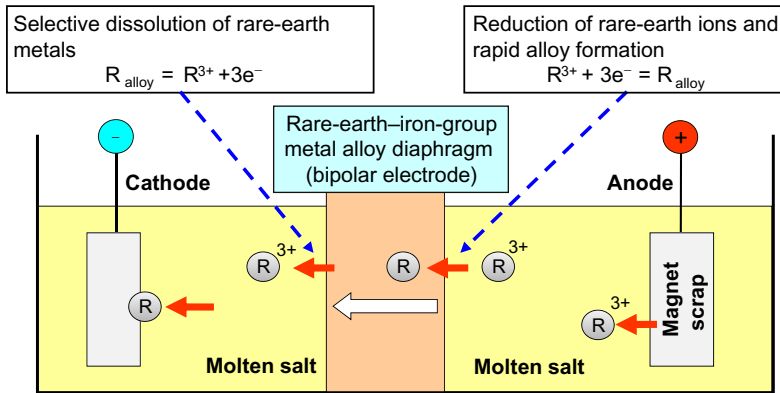 Selective dissolution of rare-earth
metals
R alloy = R3+ +3e−
Reduction of rare-earth ions and
rapid alloy formation
R3+ + 3e− = R alloy
Rare-earth–iron-group
metal alloy diaphragm
(bipolar electrode)
−
+
Cathode
Anode
R 3+
R
R 3+
R
R 3+
Magnet
scrap
Molten salt
Molten salt